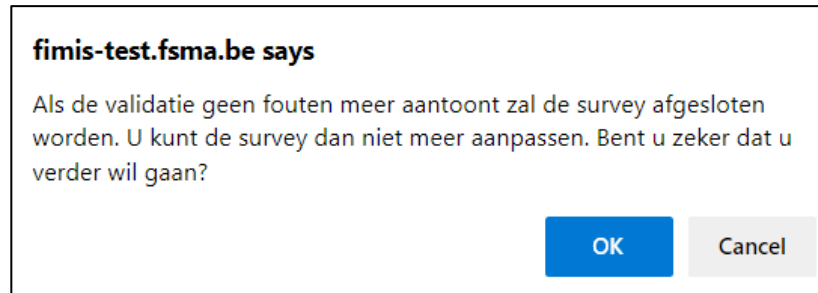 fimis-test.fsma.be says
Als de validatie geen fouten meer aantoont zal de survey afgesloten
worden. U kunt de survey dan niet meer aanpassen. Bent u zeker dat u
verder wil gaan?
OK Cancel